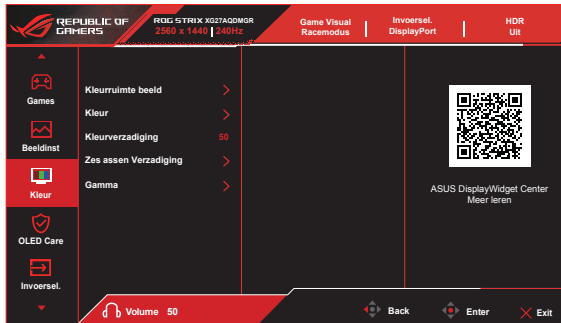 REPUBLIC OF
GAMERS
ROG STRIX XG27AQDMGR
2560 x 1440 240Hz
Game Visual
Racemodus
Invoersel.
DisplayPort
HDR
Uit
Games
Beeldinst
Kleur
OLED Care
Invoersel.
Kleurruimte beeld
Kleur
Kleurverzadiging 50
Zes assen Verzadiging
Gamma
ASUS DisplayWidget Center
Meer leren
Volume 50
Back
Enter
Exit